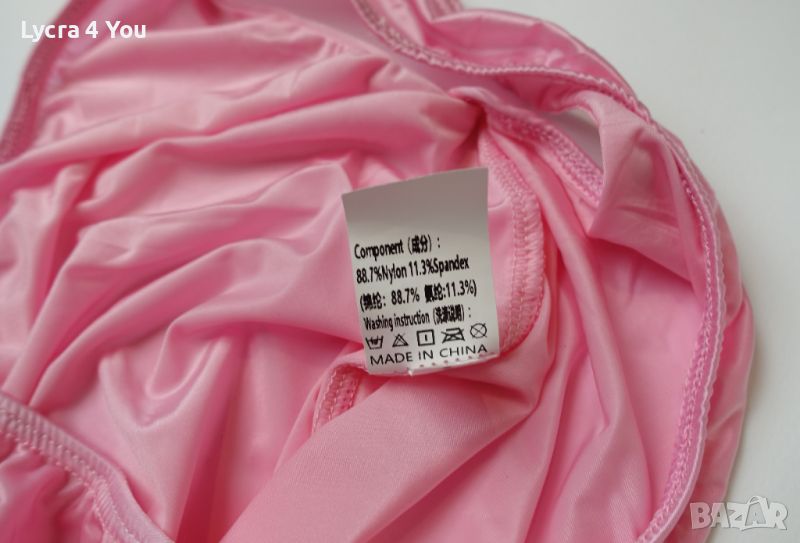 Lycra 4 You
Component (成分):
88.7%Nylon 11.3%Spandex
(锦纶: 88.7% 氨纶:11.3%)
Washing instruction (洗涤说明):
MADE IN CHINA
BAZAR